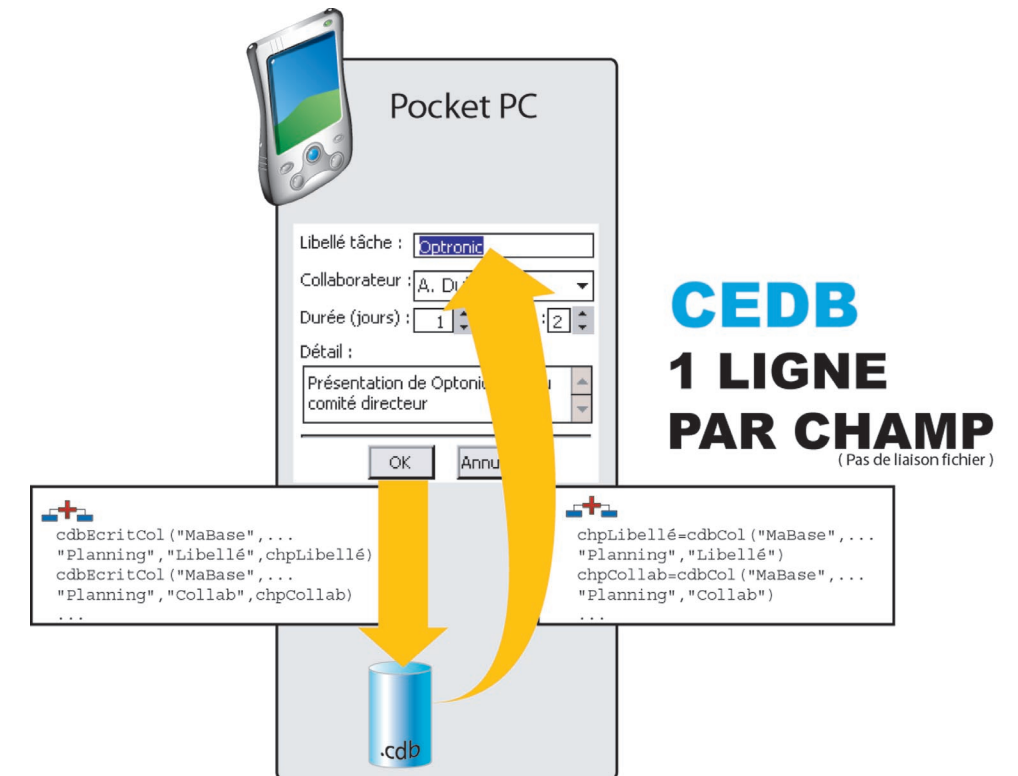 Pocket PC
Libellé tâche :
Optronic
Collaborateur :
A.
Durée (jours) :
1
:
2
Détail :
Présentation de
comité directeur
OK
CEDB
1 LIGNE
PAR CHAMP
( Pas de liaison fichier )
cdbEcritCol("MaBase",...
"Planning","Libellé",chpLibellé)
cdbEcritCol("MaBase",...
"Planning","Collab",chpCollab)
...
chpLibellé=cdbCol("MaBase",...
"Planning","Libellé")
chpCollab=cdbCol("MaBase",...
"Planning","Collab")
...
.cdb